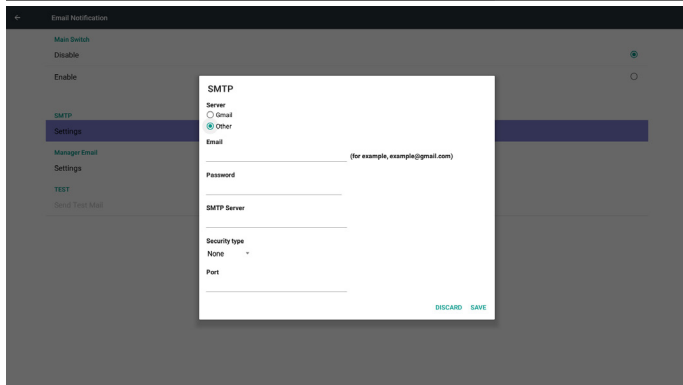 Email Notification
Main Switch
Disable
Enable
SMTP
Settings
Manager Email
Settings
TEST
Send Test Mail
SMTP
Server
Gmail
Other
Email
(for example, example@gmail.com)
Password
SMTP Server
Security type
None
Port
DISCARD SAVE